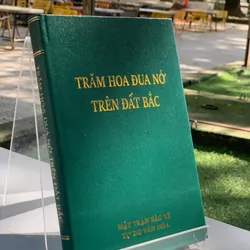 TRĂM HOA ĐUA NỞ
TRÊN ĐẤT BẮC
MẶT TRẬN BẢO VỆ
TỰ DO VĂN HÓA